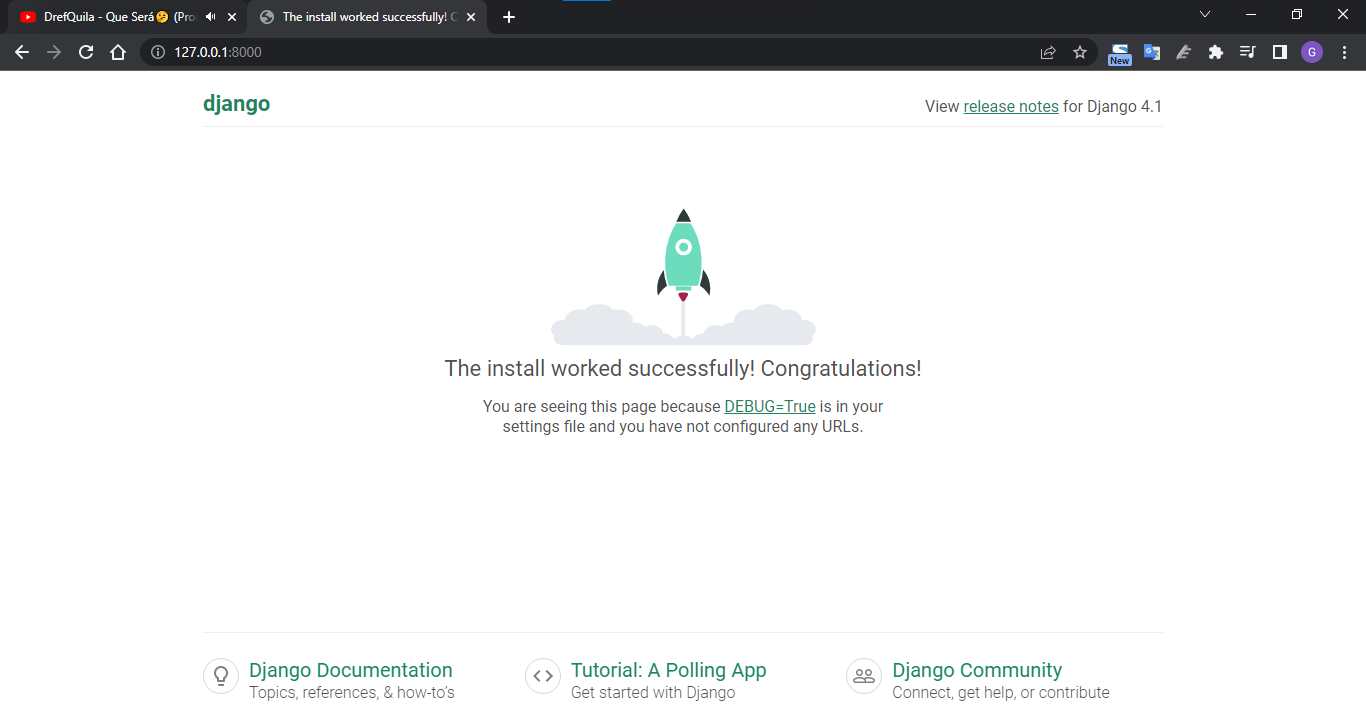 DrefQuila - Que Será🤔 (Pro
The install worked successfully! C
127.0.0.1:8000
New
G
django
View release notes for Django 4.1
The install worked successfully! Congratulations!
You are seeing this page because DEBUG=True is in your
settings file and you have not configured any URLs.
Django Documentation
Topics, references, & how-to’s
Tutorial: A Polling App
Get started with Django
Django Community
Connect, get help, or contribute